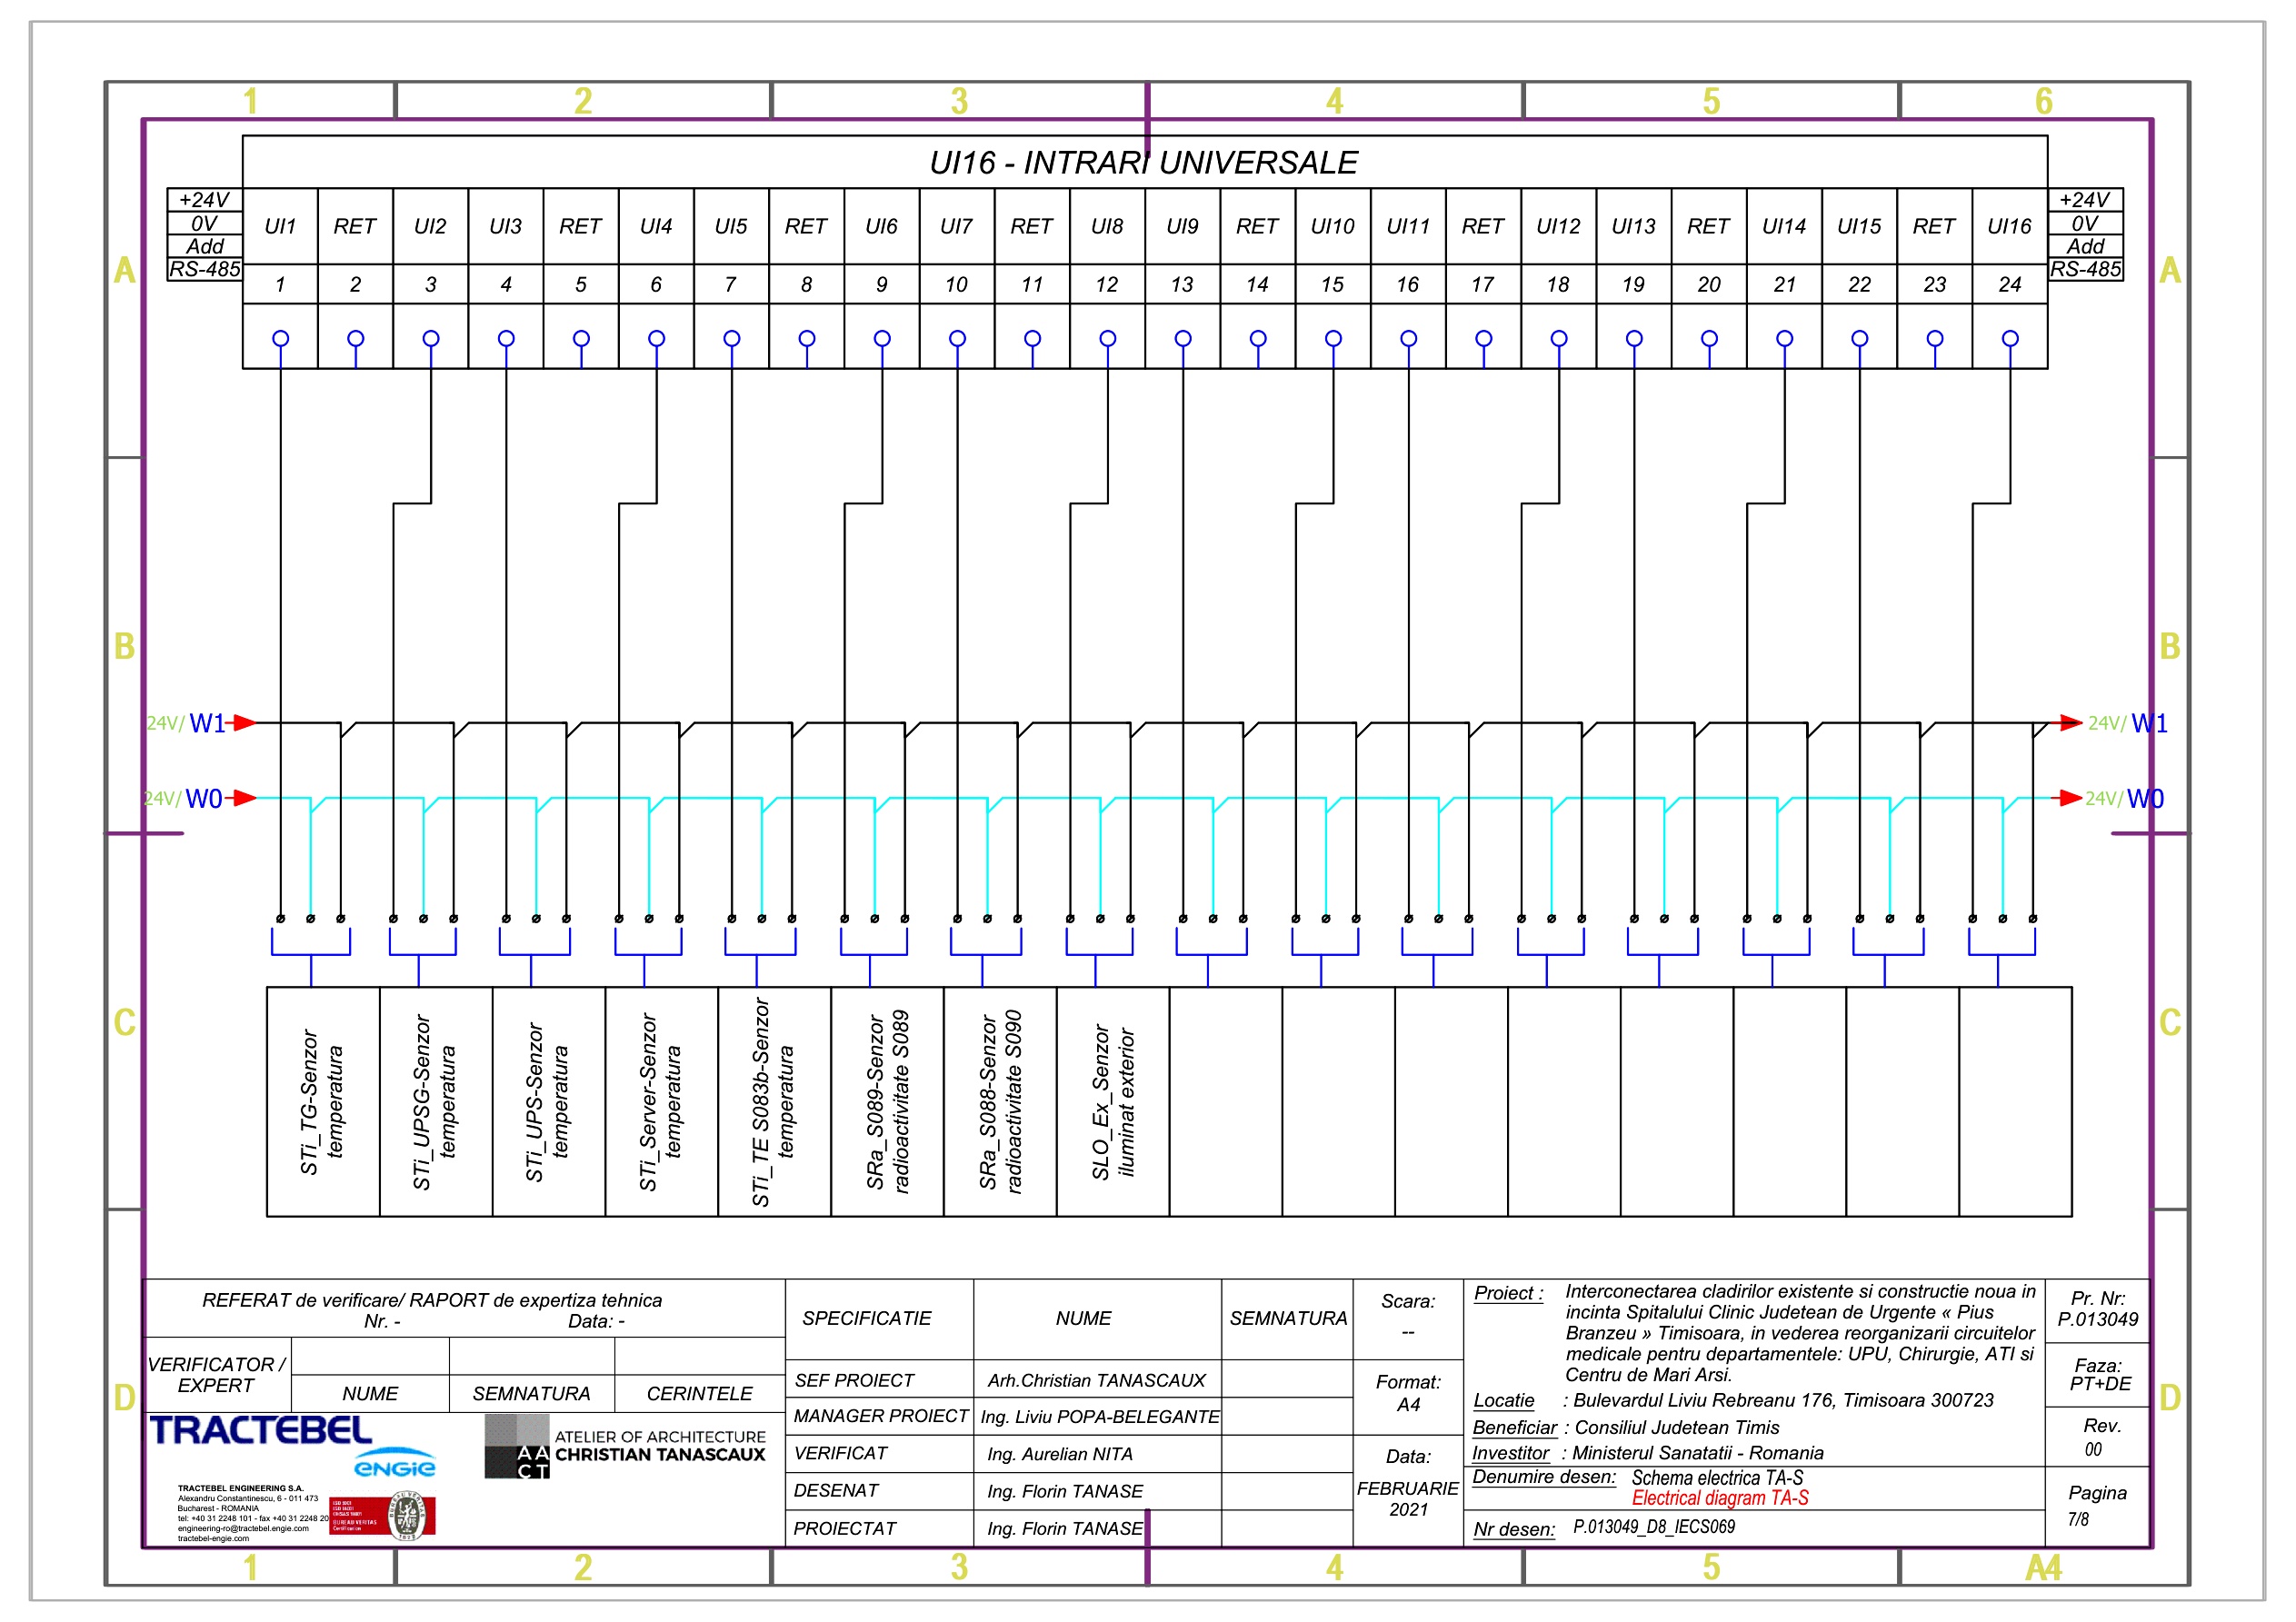 1 2 3 4 5 6
UI16 - INTRARI UNIVERSALE
+24V
0V
Add
RS-485
UI1 RET UI2 UI3 RET UI4 UI5 RET UI6 UI7 RET UI8 UI9 RET UI10 UI11 RET UI12 UI13 RET UI14 UI15 RET UI16
+24V
0V
Add
RS-485
1 2 3 4 5 6 7 8 9 10 11 12 13 14 15 16 17 18 19 20 21 22 23 24
A A
B B
24V/ W1 24V/ W1
24V/ W0 24V/ W0
C C
STi_TG-Senzor
temperatura
STi_UPSG-Senzor
temperatura
STi_UPS-Senzor
temperatura
STi_Server-Senzor
temperatura
STi_TE S083b-Senzor
temperatura
SRa_S089-Senzor
radioactivitate S089
SRa_S088-Senzor
radioactivitate S090
SLO_Ex_Senzor
iluminat exterior
D D
REFERAT de verificare/ RAPORT de expertiza tehnica
Nr. - Data: -
VERIFICATOR /
EXPERT
NUME SEMNATURA CERINTELE
TRACTEBEL
ENGIE
AACT
ATELIER OF ARCHITECTURE
CHRISTIAN TANASCAUX
TRACTEBEL ENGINEERING S.A.
Alexandru Constantinescu, 6 - 011 473
Bucharest - ROMANIA
tel: +40 31 2248 101 - fax +40 31 2248 20
engineering-ro@tractebel.engie.com
tractebel-engie.com
BUREAU VERITAS
Certification
SPECIFICATIE NUME SEMNATURA
SEF PROIECT Arh.Christian TANASCAUX
MANAGER PROIECT Ing. Liviu POPA-BELEGANTE
VERIFICAT Ing. Aurelian NITA
DESENAT Ing. Florin TANASE
PROIECTAT Ing. Florin TANASE
Scara:
--
Format:
A4
Data:
FEBRUARIE
2021
Proiect : Interconectarea cladirilor existente si constructie noua in
incinta Spitalului Clinic Judetean de Urgente « Pius
Branzeu » Timisoara, in vederea reorganizarii circuitelor
medicale pentru departamentele: UPU, Chirurgie, ATI si
Centru de Mari Arsi.
Locatie : Bulevardul Liviu Rebreanu 176, Timisoara 300723
Beneficiar : Consiliul Judetean Timis
Investitor : Ministerul Sanatatii - Romania
Denumire desen: Schema electrica TA-S
Electrical diagram TA-S
Nr desen: P.013049_D8_IECS069
Pr. Nr:
P.013049
Faza:
PT+DE
Rev.
00
Pagina
7/8
1 2 3 4 5 A4